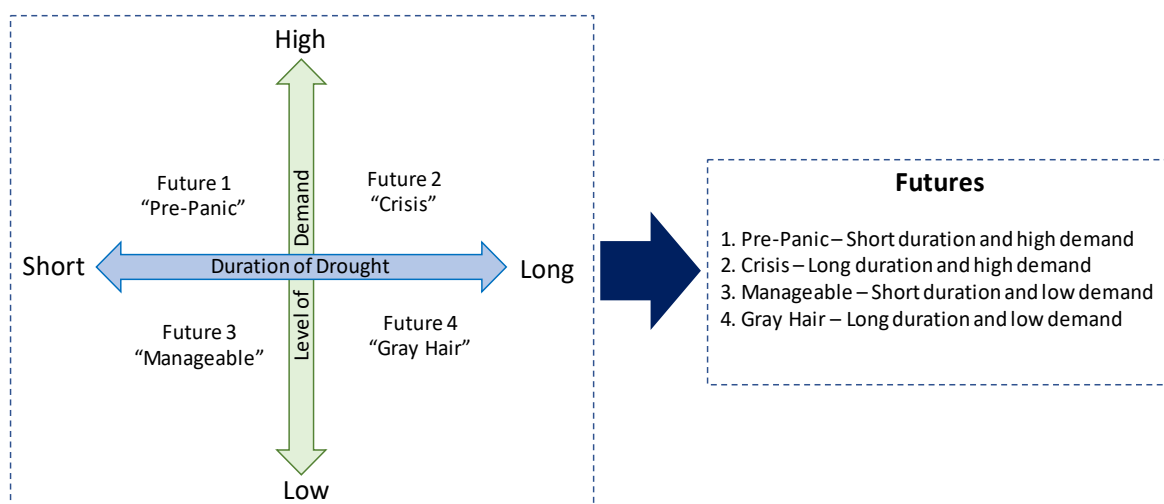 High
Future 1
“Pre-Panic”
Future 2
“Crisis”
Level of Demand
Short
Duration of Drought
Long
Future 3
“Manageable”
Future 4
“Gray Hair”
Low
Futures
1. Pre-Panic – Short duration and high demand
2. Crisis – Long duration and high demand
3. Manageable – Short duration and low demand
4. Gray Hair – Long duration and low demand